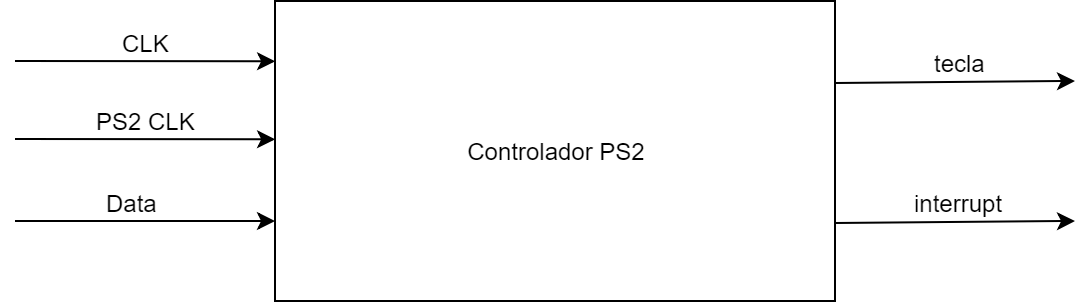 CLK
PS2 CLK
Data
Controlador PS2
tecla
interrupt